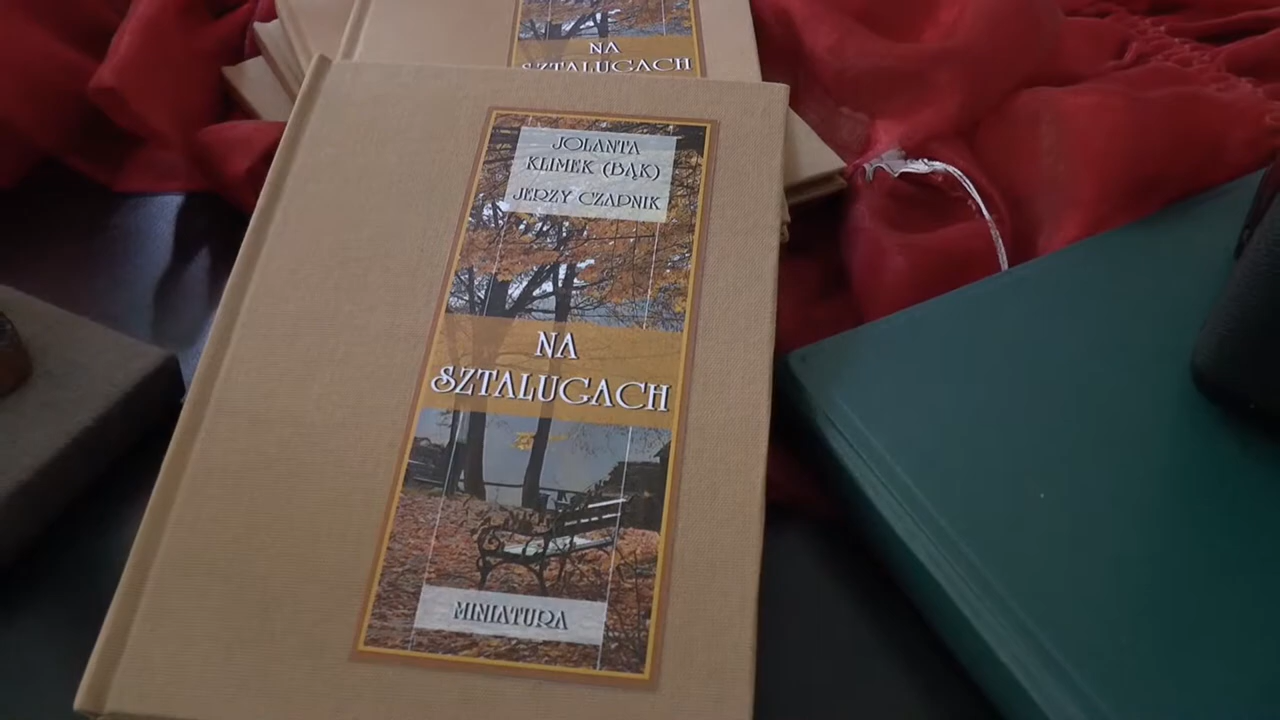 NA
SZTALUGACH
JOLANTA
KLIMEK (BĄK)
JERZY CZAPNIK
NA
SZTALUGACH
MINIATURA